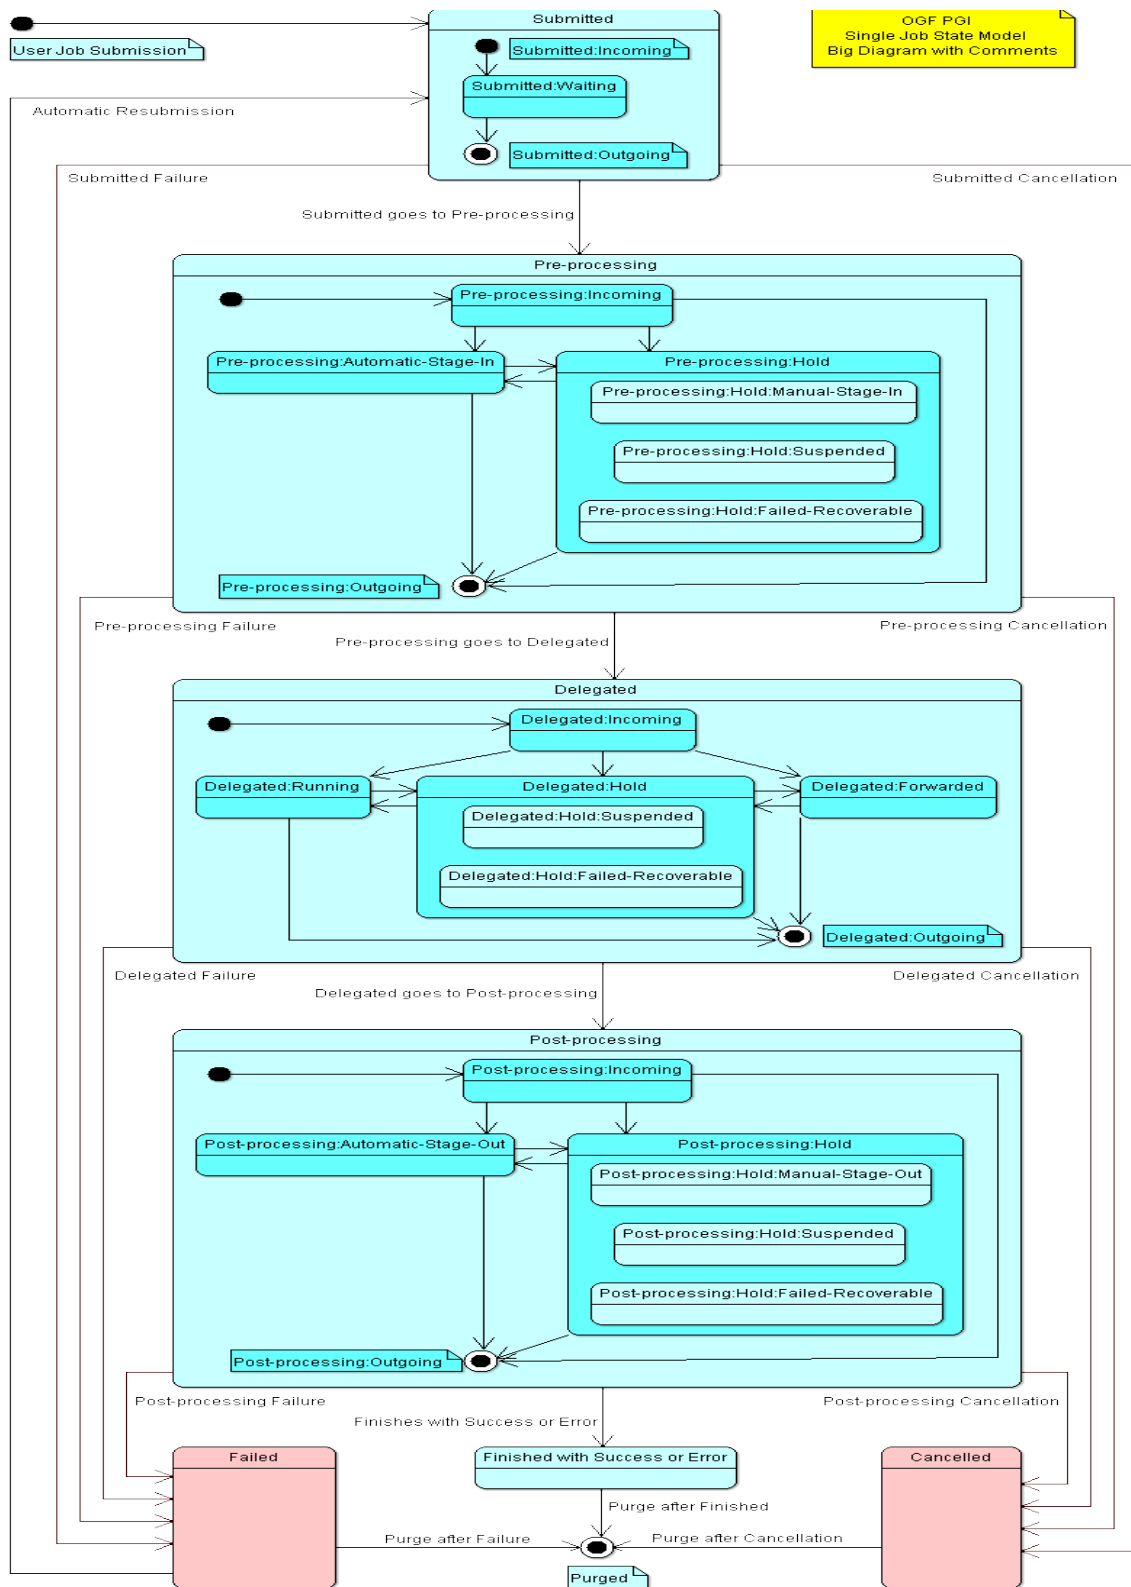 Submitted
OGF PGI
Single Job State Model
Big Diagram with Comments
User Job Submission
Submitted:Incoming
Submitted:Waiting
Automatic Resubmission
Submitted:Outgoing
Submitted Failure
Submitted Cancellation
Submitted goes to Pre-processing
Pre-processing
Pre-processing:Incoming
Pre-processing:Automatic-Stage-In
Pre-processing:Hold
Pre-processing:Hold:Manual-Stage-In
Pre-processing:Hold:Suspended
Pre-processing:Hold:Failed-Recoverable
Pre-processing:Outgoing
Pre-processing Failure
Pre-processing Cancellation
Pre-processing goes to Delegated
Delegated
Delegated:Incoming
Delegated:Running
Delegated:Hold
Delegated:Forwarded
Delegated:Hold:Suspended
Delegated:Hold:Failed-Recoverable
Delegated:Outgoing
Delegated Failure
Delegated Cancellation
Delegated goes to Post-processing
Post-processing
Post-processing:Incoming
Post-processing:Automatic-Stage-Out
Post-processing:Hold
Post-processing:Hold:Manual-Stage-Out
Post-processing:Hold:Suspended
Post-processing:Hold:Failed-Recoverable
Post-processing:Outgoing
Post-processing Failure
Post-processing Cancellation
Finishes with Success or Error
Failed
Finished with Success or Error
Cancelled
Purge after Finished
Purge after Failure
Purge after Cancellation
Purged